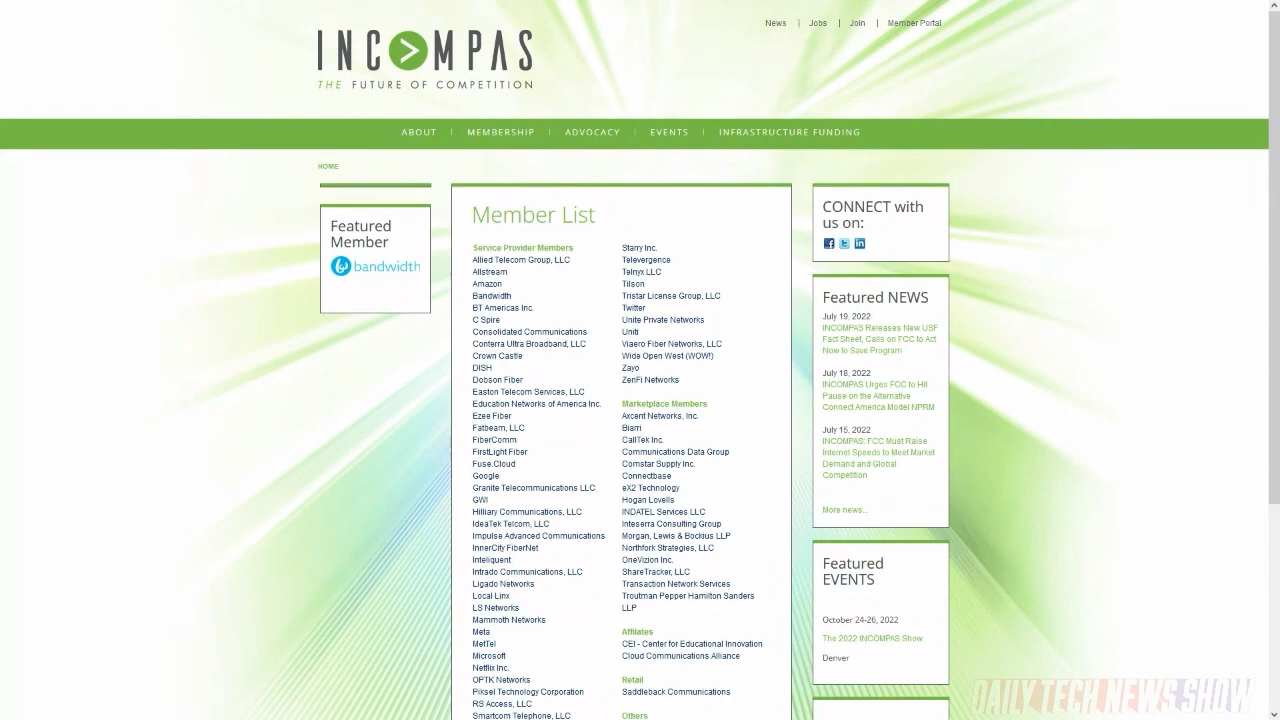 INCOMPAS
THE FUTURE OF COMPETITION
News | Jobs | Join | Member Portal
ABOUT | MEMBERSHIP | ADVOCACY | EVENTS | INFRASTRUCTURE FUNDING
HOME
Featured
Member
bandwidth
Member List
Service Provider Members
Allied Telecom Group, LLC
Allstream
Amazon
Bandwidth
BT Americas Inc.
C Spire
Consolidated Communications
Conterra Ultra Broadband, LLC
Crown Castle
DISH
Dobson Fiber
Easton Telecom Services, LLC
Education Networks of America Inc.
Ezee Fiber
Fatbeam, LLC
FiberComm
FirstLight Fiber
Fuse.Cloud
Google
Granite Telecommunications LLC
GWI
Hilliary Communications, LLC
IdeaTek Telcom, LLC
Impulse Advanced Communications
InnerCity FiberNet
Inteliquent
Intrado Communications, LLC
Ligado Networks
Local Linx
LS Networks
Mammoth Networks
Meta
MetTel
Microsoft
Netflix Inc.
OPTK Networks
Piksel Technology Corporation
RS Access, LLC
Smartcom Telephone, LLC
Starry Inc.
Televergence
Telnyx LLC
Tilson
Tristar License Group, LLC
Twitter
Unite Private Networks
Uniti
Viaero Fiber Networks, LLC
Wide Open West (WOW!)
Zayo
ZenFi Networks
Marketplace Members
Axcent Networks, Inc.
Biarri
CallTek Inc.
Communications Data Group
Comstar Supply Inc.
Connectbase
eX2 Technology
Hogan Lovells
INDATEL Services LLC
Inteserra Consulting Group
Morgan, Lewis & Bockius LLP
Northfork Strategies, LLC
OneVizion Inc.
ShareTracker, LLC
Transaction Network Services
Troutman Pepper Hamilton Sanders
LLP
Affiliates
CEI - Center for Educational Innovation
Cloud Communications Alliance
Retail
Saddleback Communications
Others
CONNECT with
us on:
Featured NEWS
July 19, 2022
INCOMPAS Releases New USF
Fact Sheet, Calls on FCC to Act
Now to Save Program
July 18, 2022
INCOMPAS Urges FCC to Hit
Pause on the Alternative
Connect America Model NPRM
July 15, 2022
INCOMPAS: FCC Must Raise
Internet Speeds to Meet Market
Demand and Global
Competition
More news...
Featured
EVENTS
October 24-26, 2022
The 2022 INCOMPAS Show
Denver
DAILY TECH NEWS SHOW